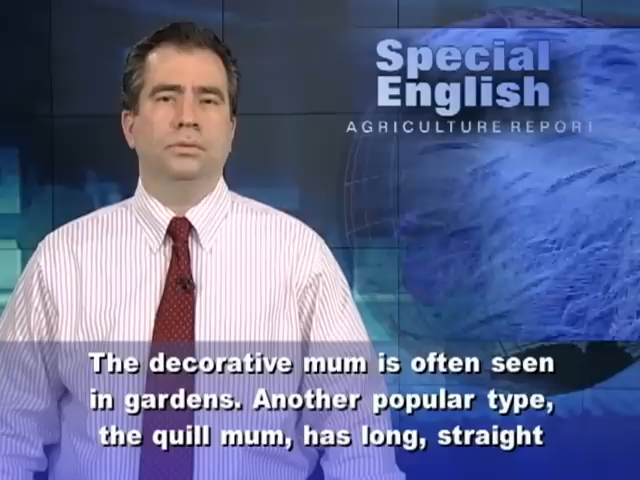 Special
English
AGRICULTURE REPORT
The decorative mum is often seen
in gardens. Another popular type,
the quill mum, has long, straight